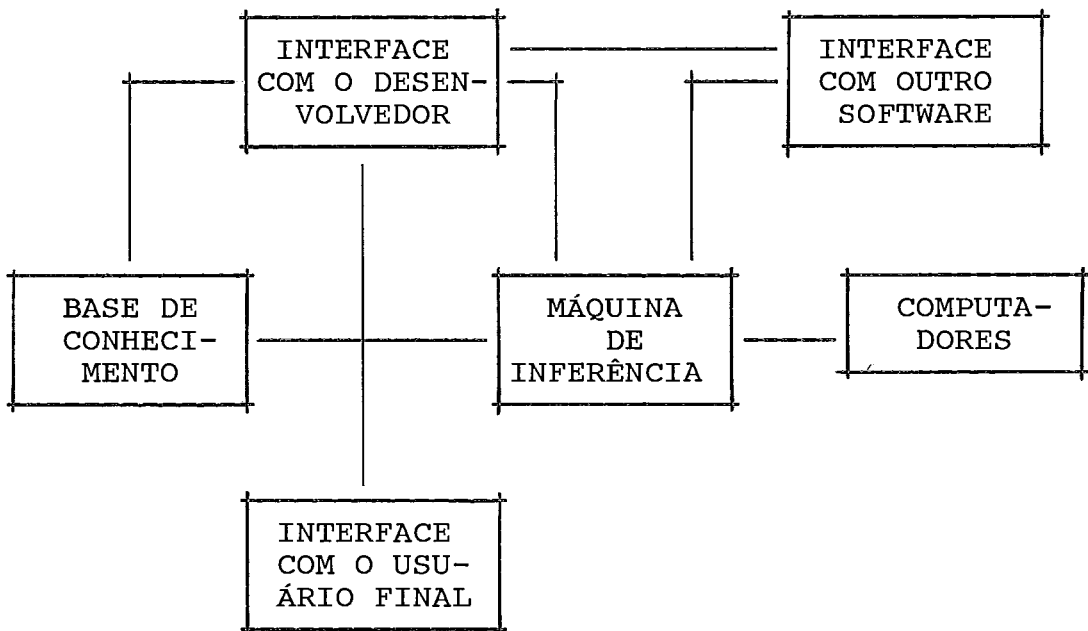 INTERFACE
COM O DESEN-
VOLVEDOR
INTERFACE
COM OUTRO
SOFTWARE
BASE DE
CONHECI-
MENTO
MÁQUINA
DE
INFERÊNCIA
COMPUTA-
DORES
INTERFACE
COM O USU-
ÁRIO FINAL